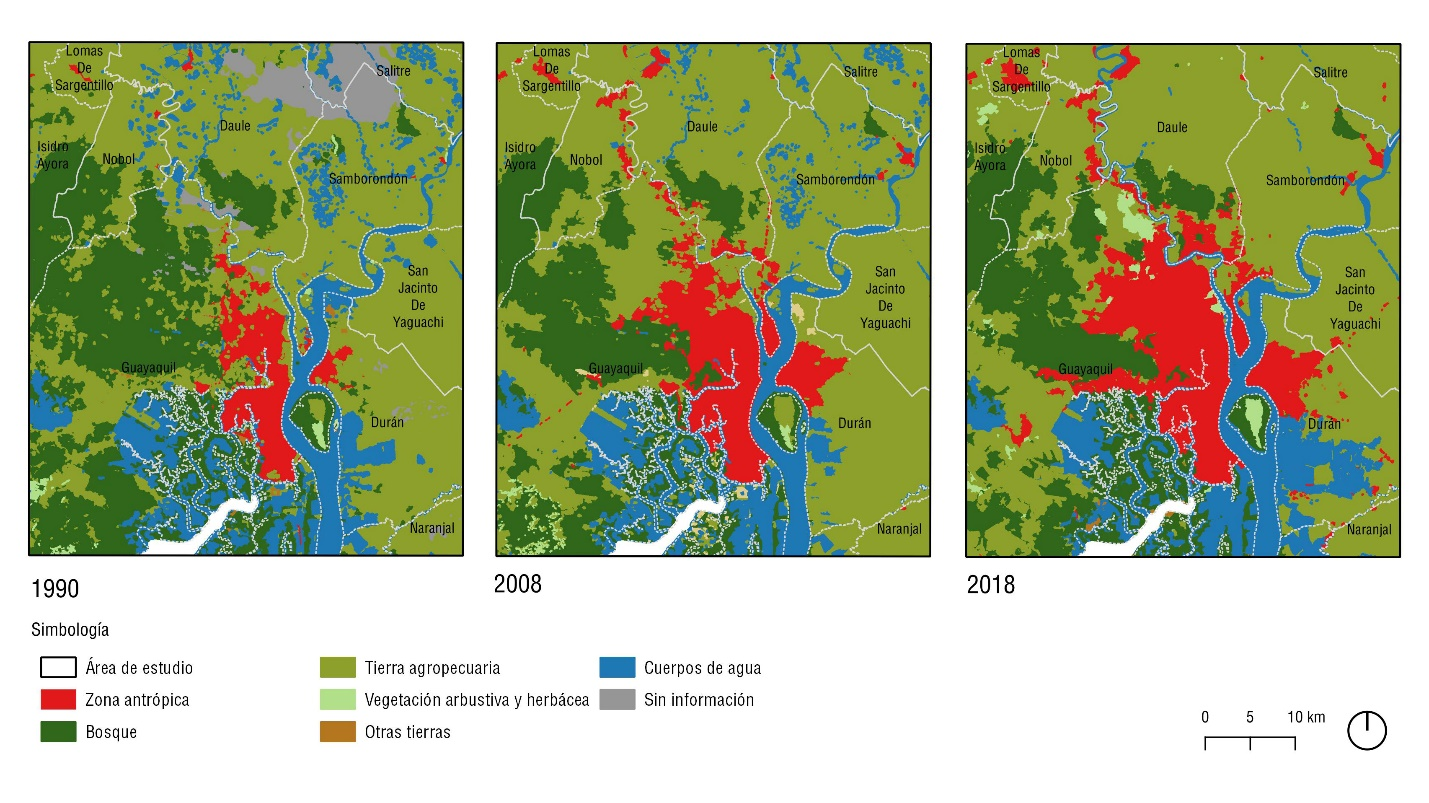 Lomas
De
Sargentillo
Salitre
Daule
Isidro
Ayora
Nobol
Samborondón
San
Jacinto
De
Yaguachi
Guayaquil
Durán
Naranjal
1990
Lomas
De
Sargentillo
Salitre
Daule
Isidro
Ayora
Nobol
Samborondón
San
Jacinto
De
Yaguachi
Guayaquil
Durán
Naranjal
2008
Lomas
De
Sargentillo
Salitre
Daule
Isidro
Ayora
Nobol
Samborondón
San
Jacinto
De
Yaguachi
Guayaquil
Durán
Naranjal
2018
Simbología
Área de estudio
Zona antrópica
Bosque
Tierra agropecuaria
Vegetación arbustiva y herbácea
Otras tierras
Cuerpos de agua
Sin información
0 5 10 km